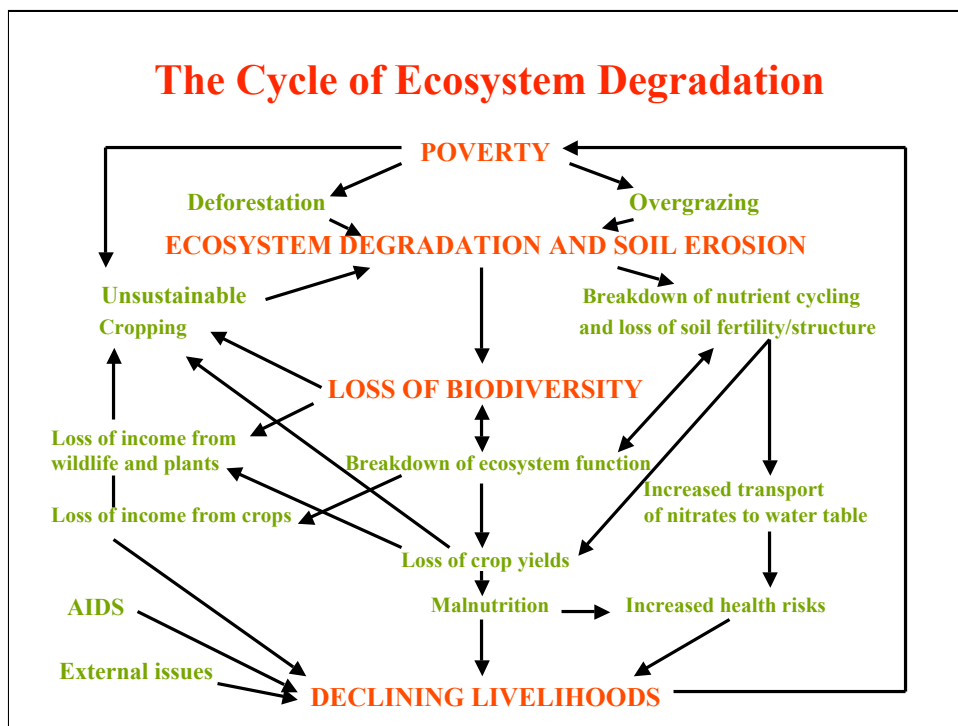 The Cycle of Ecosystem Degradation
POVERTY
Deforestation
Overgrazing
ECOSYSTEM DEGRADATION AND SOIL EROSION
Unsustainable
Cropping
Breakdown of nutrient cycling
and loss of soil fertility/structure
LOSS OF BIODIVERSITY
Loss of income from
wildlife and plants
Breakdown of ecosystem function
Increased transport
of nitrates to water table
Loss of income from crops
Loss of crop yields
AIDS
Malnutrition
Increased health risks
External issues
DECLINING LIVELIHOODS